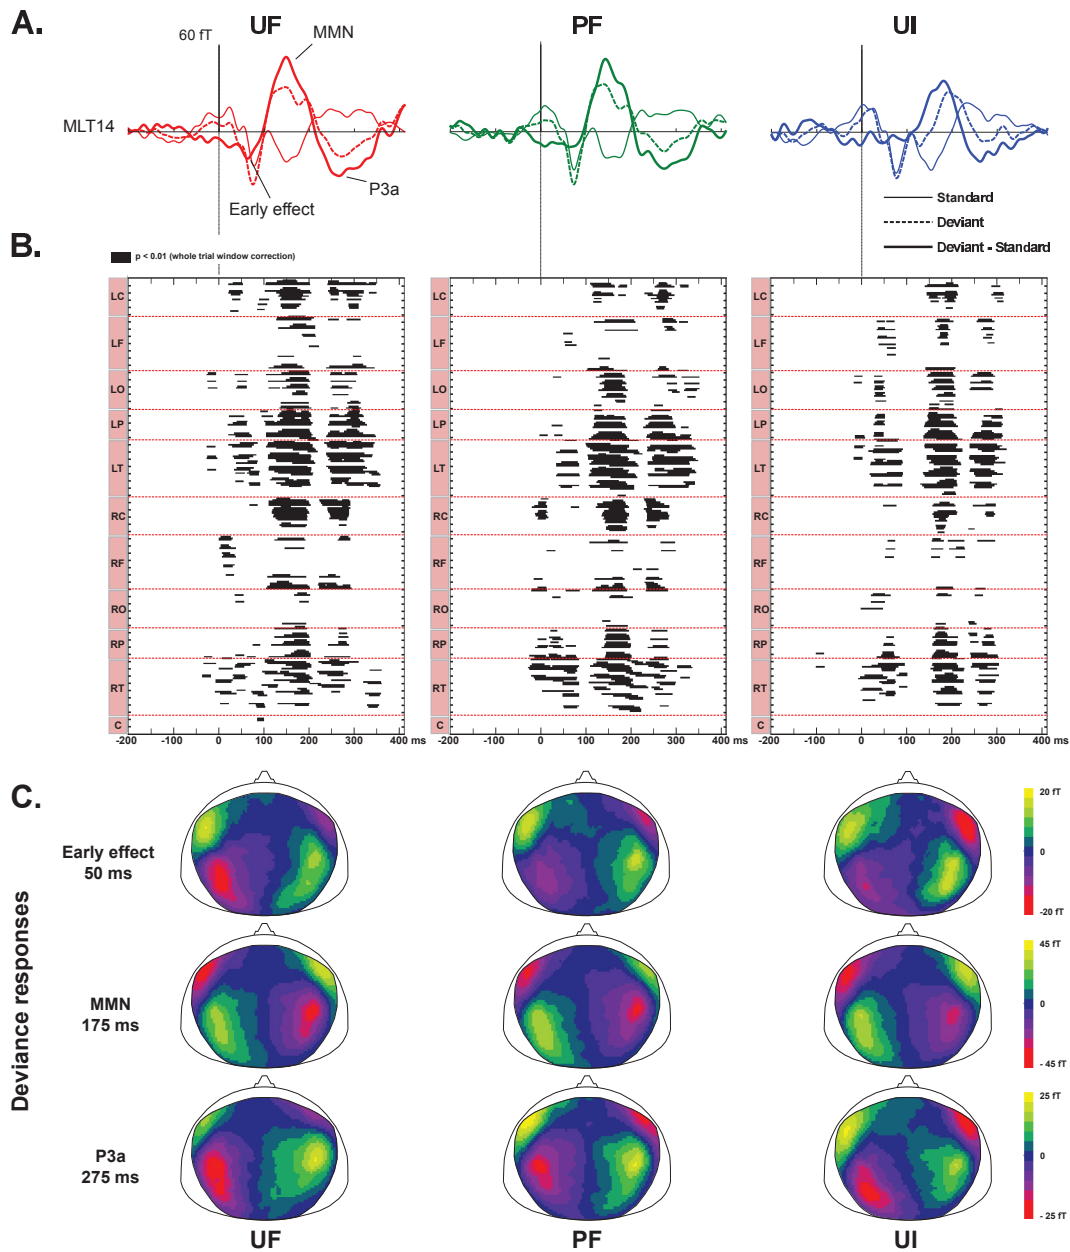 A.
UF
PF
UI
60 fT
MMN
MLT14
P3a
Early effect
Standard
Deviant
Deviant - Standard
B.
p < 0.01 (whole trial window correction)
LC LC LC
LF LF LF
LO LO LO
LP LP LP
LT LT LT
RC RC RC
RF RF RF
RO RO RO
RP RP RP
RT RT RT
C C C
-200 -100 0 100 200 300 400 ms -200 -100 0 100 200 300 400 ms -200 -100 0 100 200 300 400 ms
C.
Deviance responses
Early effect
50 ms
20 fT
0
-20 fT
MMN
175 ms
45 fT
0
- 45 fT
P3a
275 ms
25 fT
0
- 25 fT
UF PF UI